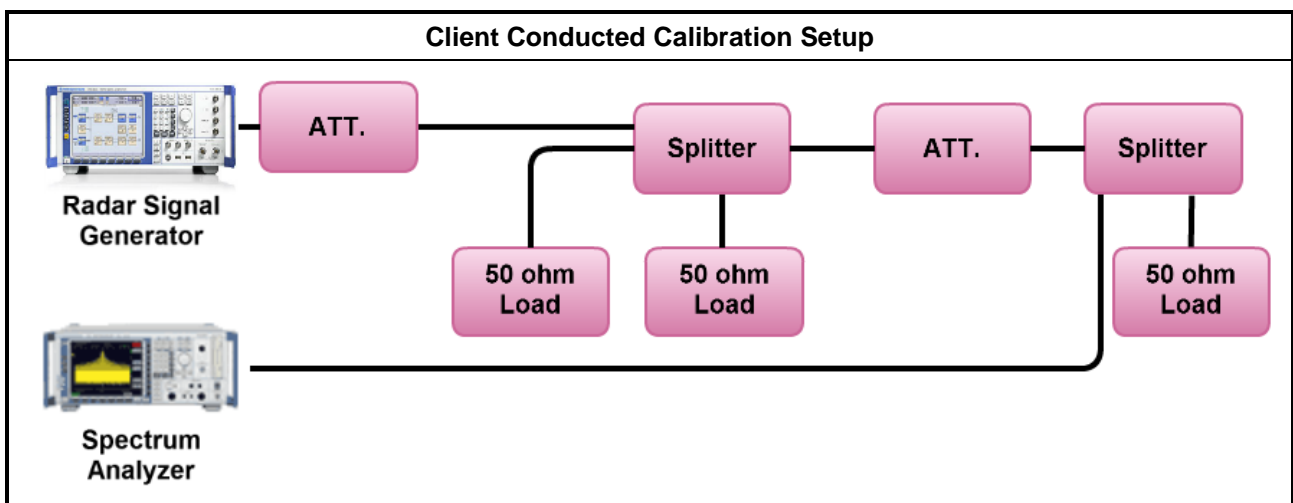 Client Conducted Calibration Setup
ATT.
Splitter
ATT.
Splitter
Radar Signal
Generator
50 ohm
Load
50 ohm
Load
50 ohm
Load
Spectrum
Analyzer